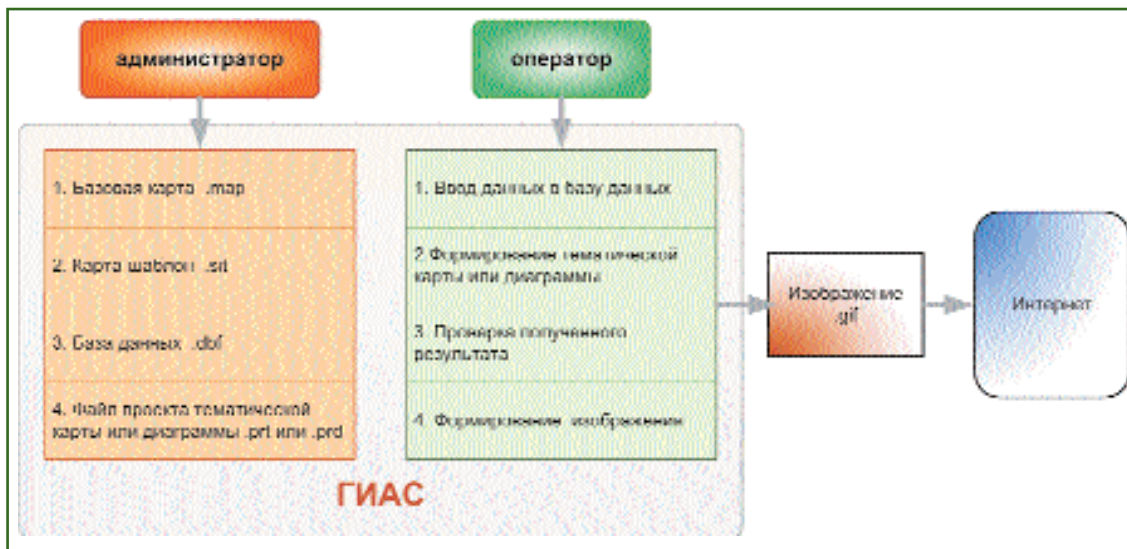 администратор
оператор
1. Базовая карта .map
2. Карта шаблон .sit
3. База данных .dbf
4. Файл проекта тематической
карты или диаграммы .prt или .prd
1. Ввод данных в базу данных
2 Формирование тематической
карты или диаграммы
3. Проверка полученного
результата
4. Формирование изображения
Изображение
.gif
Интернет
ГИАС